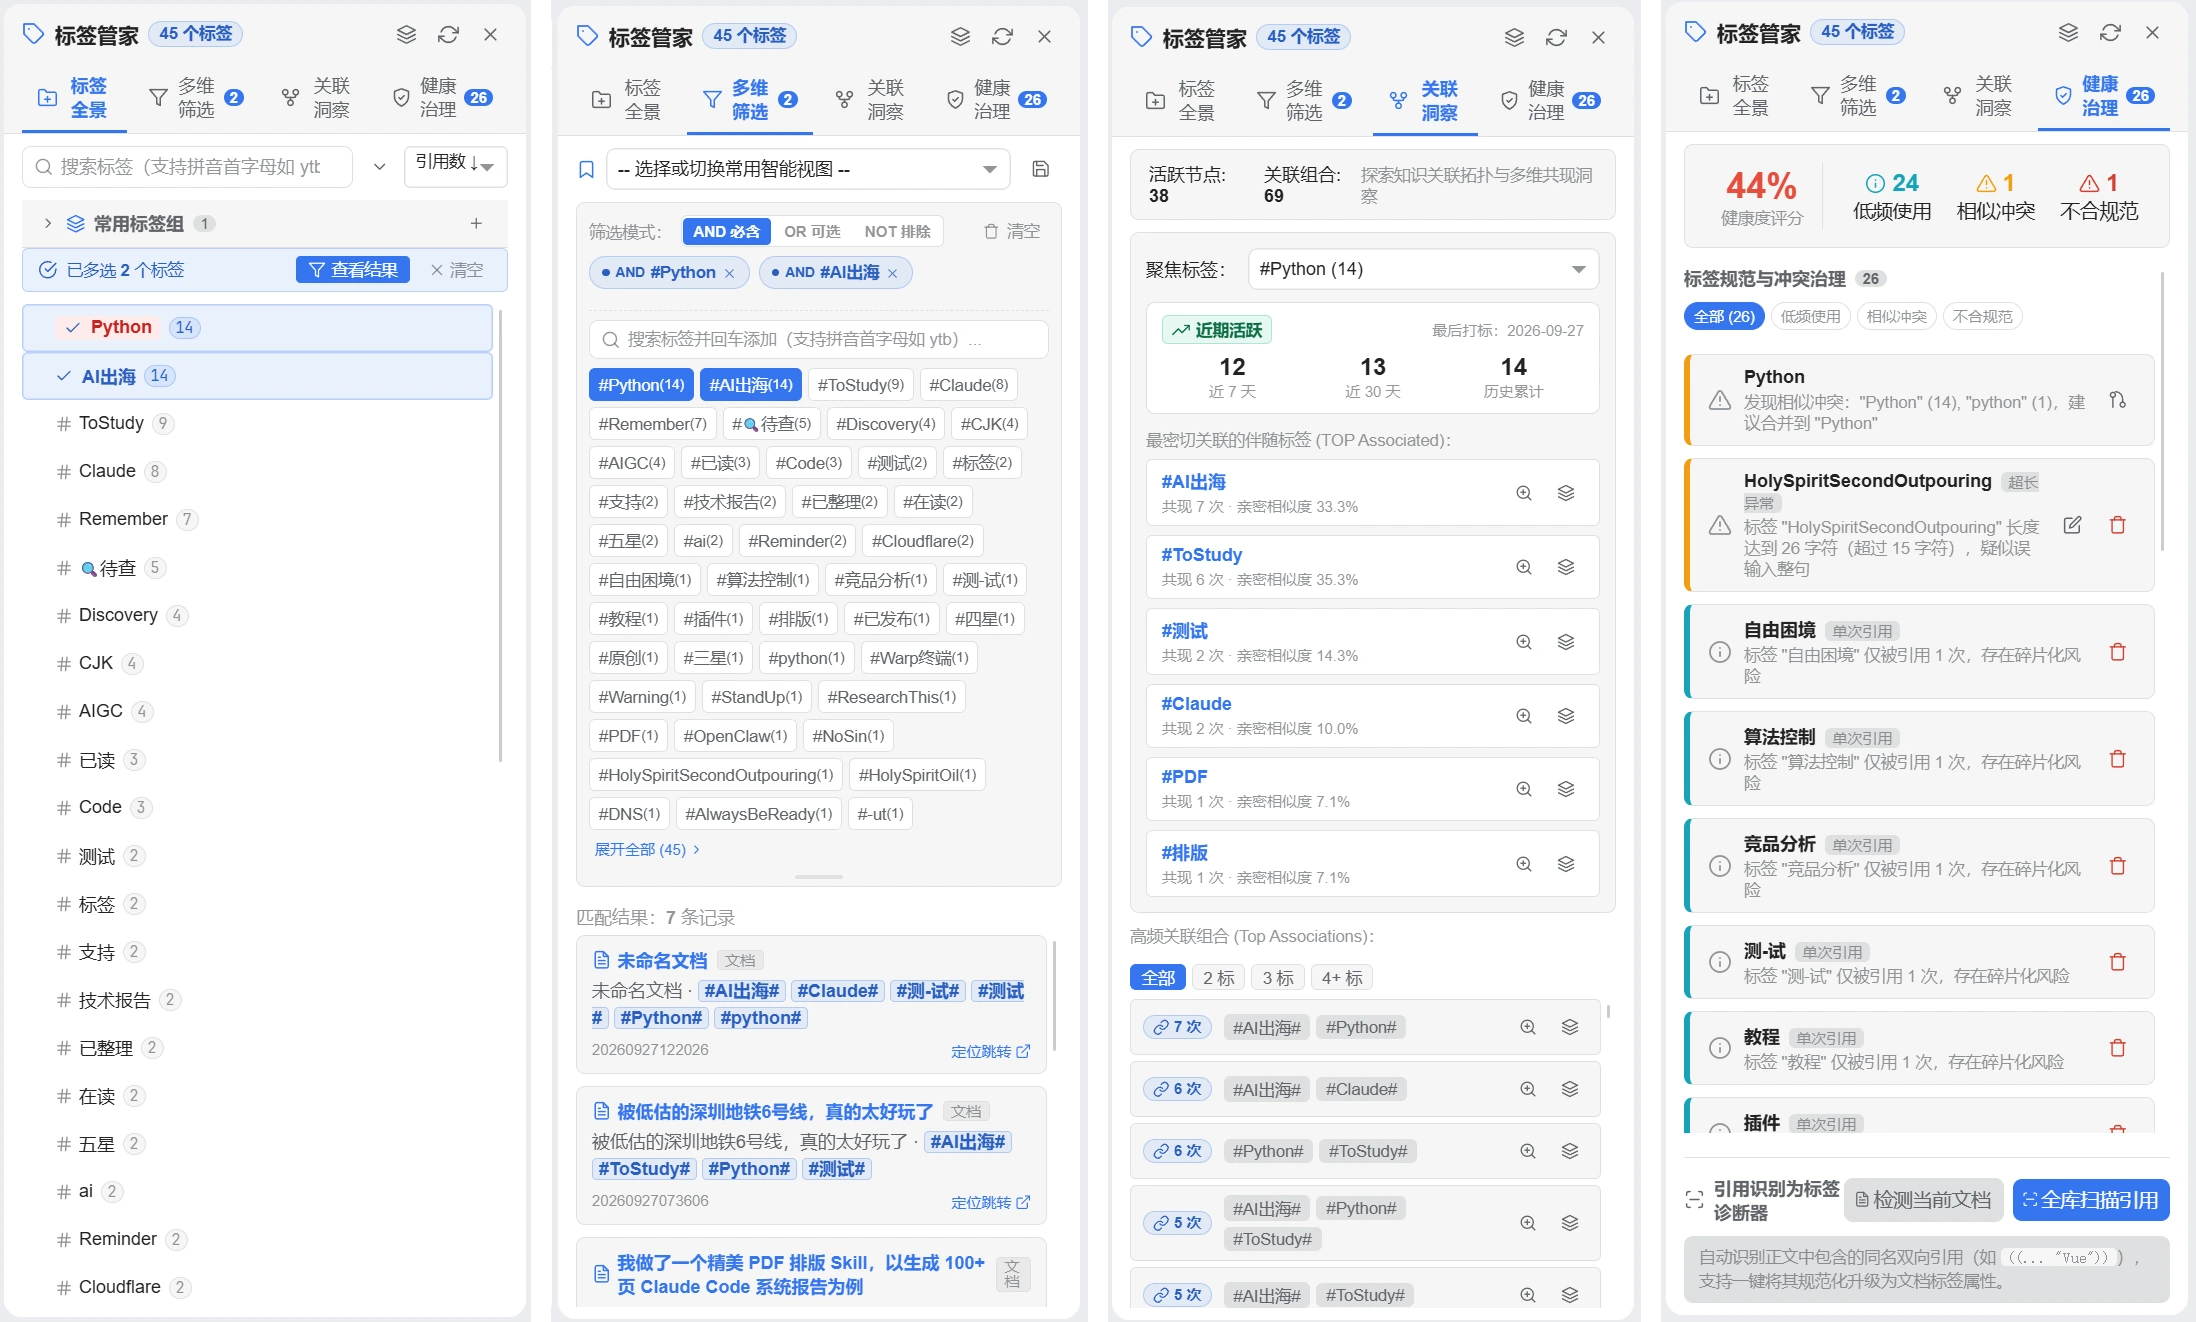 标签管家 45 个标签
标签全景 多维筛选 2 关联洞察 健康治理 26
搜索标签（支持拼音首字母如 ytb
引用数 ↓
常用标签组 1 +
已多选 2 个标签 查看结果 × 清空
Python 14
AI出海 14
# ToStudy 9
# Claude 8
# Remember 7
# 🔍待查 5
# Discovery 4
# CJK 4
# AIGC 4
# 已读 3
# Code 3
# 测试 2
# 标签 2
# 支持 2
# 技术报告 2
# 已整理 2
# 在读 2
# 五星 2
# ai 2
# Reminder 2
# Cloudflare 2
标签管家 45 个标签
标签全景 多维筛选 2 关联洞察 健康治理 26
-- 选择或切换常用智能视图 --
筛选模式： AND 必含 OR 可选 NOT 排除 清空
AND #Python × AND #AI出海 ×
搜索标签并回车添加（支持拼音首字母如 ytb）...
#Python(14) #AI出海(14) #ToStudy(9) #Claude(8)
#Remember(7) #🔍待查(5) #Discovery(4) #CJK(4)
#AIGC(4) #已读(3) #Code(3) #测试(2) #标签(2)
#支持(2) #技术报告(2) #已整理(2) #在读(2)
#五星(2) #ai(2) #Reminder(2) #Cloudflare(2)
#自由困境(1) #算法控制(1) #竞品分析(1) #测-试(1)
#教程(1) #插件(1) #排版(1) #已发布(1) #四星(1)
#原创(1) #三星(1) #python(1) #Warp终端(1)
#Warning(1) #StandUp(1) #ResearchThis(1)
#PDF(1) #OpenClaw(1) #NoSin(1)
#HolySpiritSecondOutpouring(1) #HolySpiritOil(1)
#DNS(1) #AlwaysBeReady(1) #-ut(1)
展开全部 (45) ›
匹配结果：7 条记录
未命名文档 文档
未命名文档 · #AI出海# #Claude# #测-试# #测试
# #Python# #python#
20260927122026 定位跳转
被低估的深圳地铁6号线，真的太好玩了 文档
被低估的深圳地铁6号线，真的太好玩了 · #AI出海#
#ToStudy# #Python# #测试#
20260927073606 定位跳转
我做了一个精美 PDF 排版 Skill，以生成 100+
页 Claude Code 系统报告为例 文档
标签管家 45 个标签
标签全景 多维筛选 2 关联洞察 健康治理 26
活跃节点: 关联组合: 探索知识关联拓扑与多维共现洞
38 69 察
聚焦标签： #Python (14)
近期活跃 最后打标：2026-09-27
12 13 14
近 7 天 近 30 天 历史累计
最密切关联的伴随标签 (TOP Associated)：
#AI出海
共现 7 次 · 亲密相似度 33.3%
#ToStudy
共现 6 次 · 亲密相似度 35.3%
#测试
共现 2 次 · 亲密相似度 14.3%
#Claude
共现 2 次 · 亲密相似度 10.0%
#PDF
共现 1 次 · 亲密相似度 7.1%
#排版
共现 1 次 · 亲密相似度 7.1%
高频关联组合 (Top Associations)：
全部 2 标 3 标 4+ 标
7 次 #AI出海# #Python#
6 次 #AI出海# #Claude#
6 次 #Python# #ToStudy#
5 次 #AI出海# #Python#
#ToStudy#
5 次 #AI出海# #ToStudy#
标签管家 45 个标签
标签全景 多维筛选 2 关联洞察 健康治理 26
44% 24 1 1
健康度评分 低频使用 相似冲突 不合规范
标签规范与冲突治理 26
全部 (26) 低频使用 相似冲突 不合规范
Python
发现相似冲突："Python" (14), "python" (1)，建
议合并到 "Python"
HolySpiritSecondOutpouring 超长
异常
标签 "HolySpiritSecondOutpouring" 长度
达到 26 字符（超过 15 字符），疑似误
输入整句
自由困境 单次引用
标签 "自由困境" 仅被引用 1 次，存在碎片化风
险
算法控制 单次引用
标签 "算法控制" 仅被引用 1 次，存在碎片化风
险
竞品分析 单次引用
标签 "竞品分析" 仅被引用 1 次，存在碎片化风
险
测-试 单次引用
标签 "测-试" 仅被引用 1 次，存在碎片化风险
教程 单次引用
标签 "教程" 仅被引用 1 次，存在碎片化风险
插件 单次引用
引用识别为标签
诊断器 检测当前文档 全库扫描引用
自动识别正文中包含的同名双向引用（如 ((... "Vue"))），
支持一键将其规范化升级为文档标签属性。